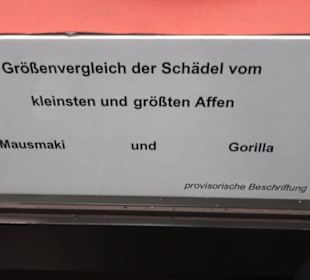 Größenvergleich der Schädel vom
kleinsten und größten Affen
Mausmaki und Gorilla
provisorische Beschriftung